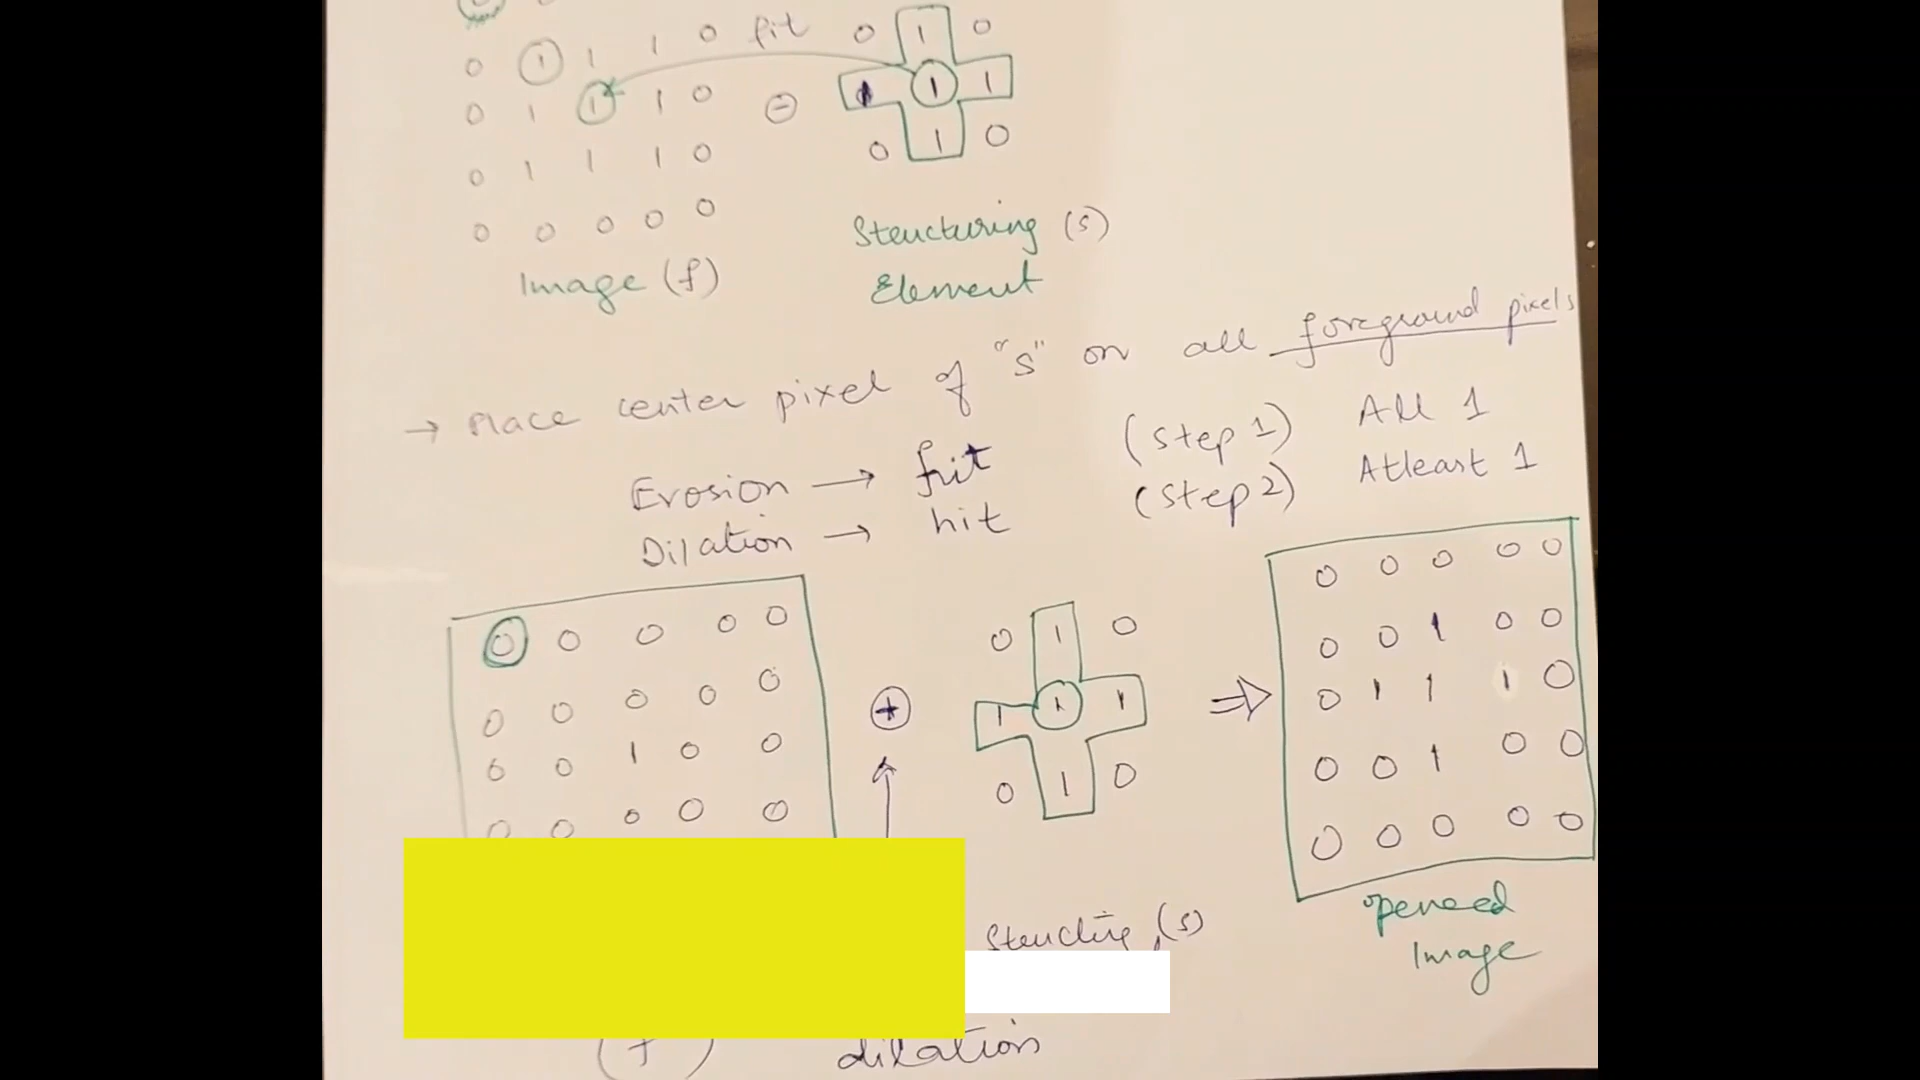 0 1 1 1 0 fit 0 1 0
0 1 1 1 0 ⊖ 1 1 1
0 1 1 1 0 0 1 0
0 0 0 0 0
Image (f)
Structuring (s)
Element
→ Place center pixel of "s" on all foreground pixels
Erosion → fit (Step 1) All 1
Dilation → hit (Step 2) Atleast 1
0 0 0 0 0 0 1 0 0 0 0 0 0
0 0 0 0 0 0 0 1 0 0
0 0 1 0 0 ⊕ 1 1 1 ⇒ 0 1 1 1 0
0 0 0 0 0 0 1 0 0 0 1 0 0
0 0 0 0 0
opened
Image
(s)
(f) dilation